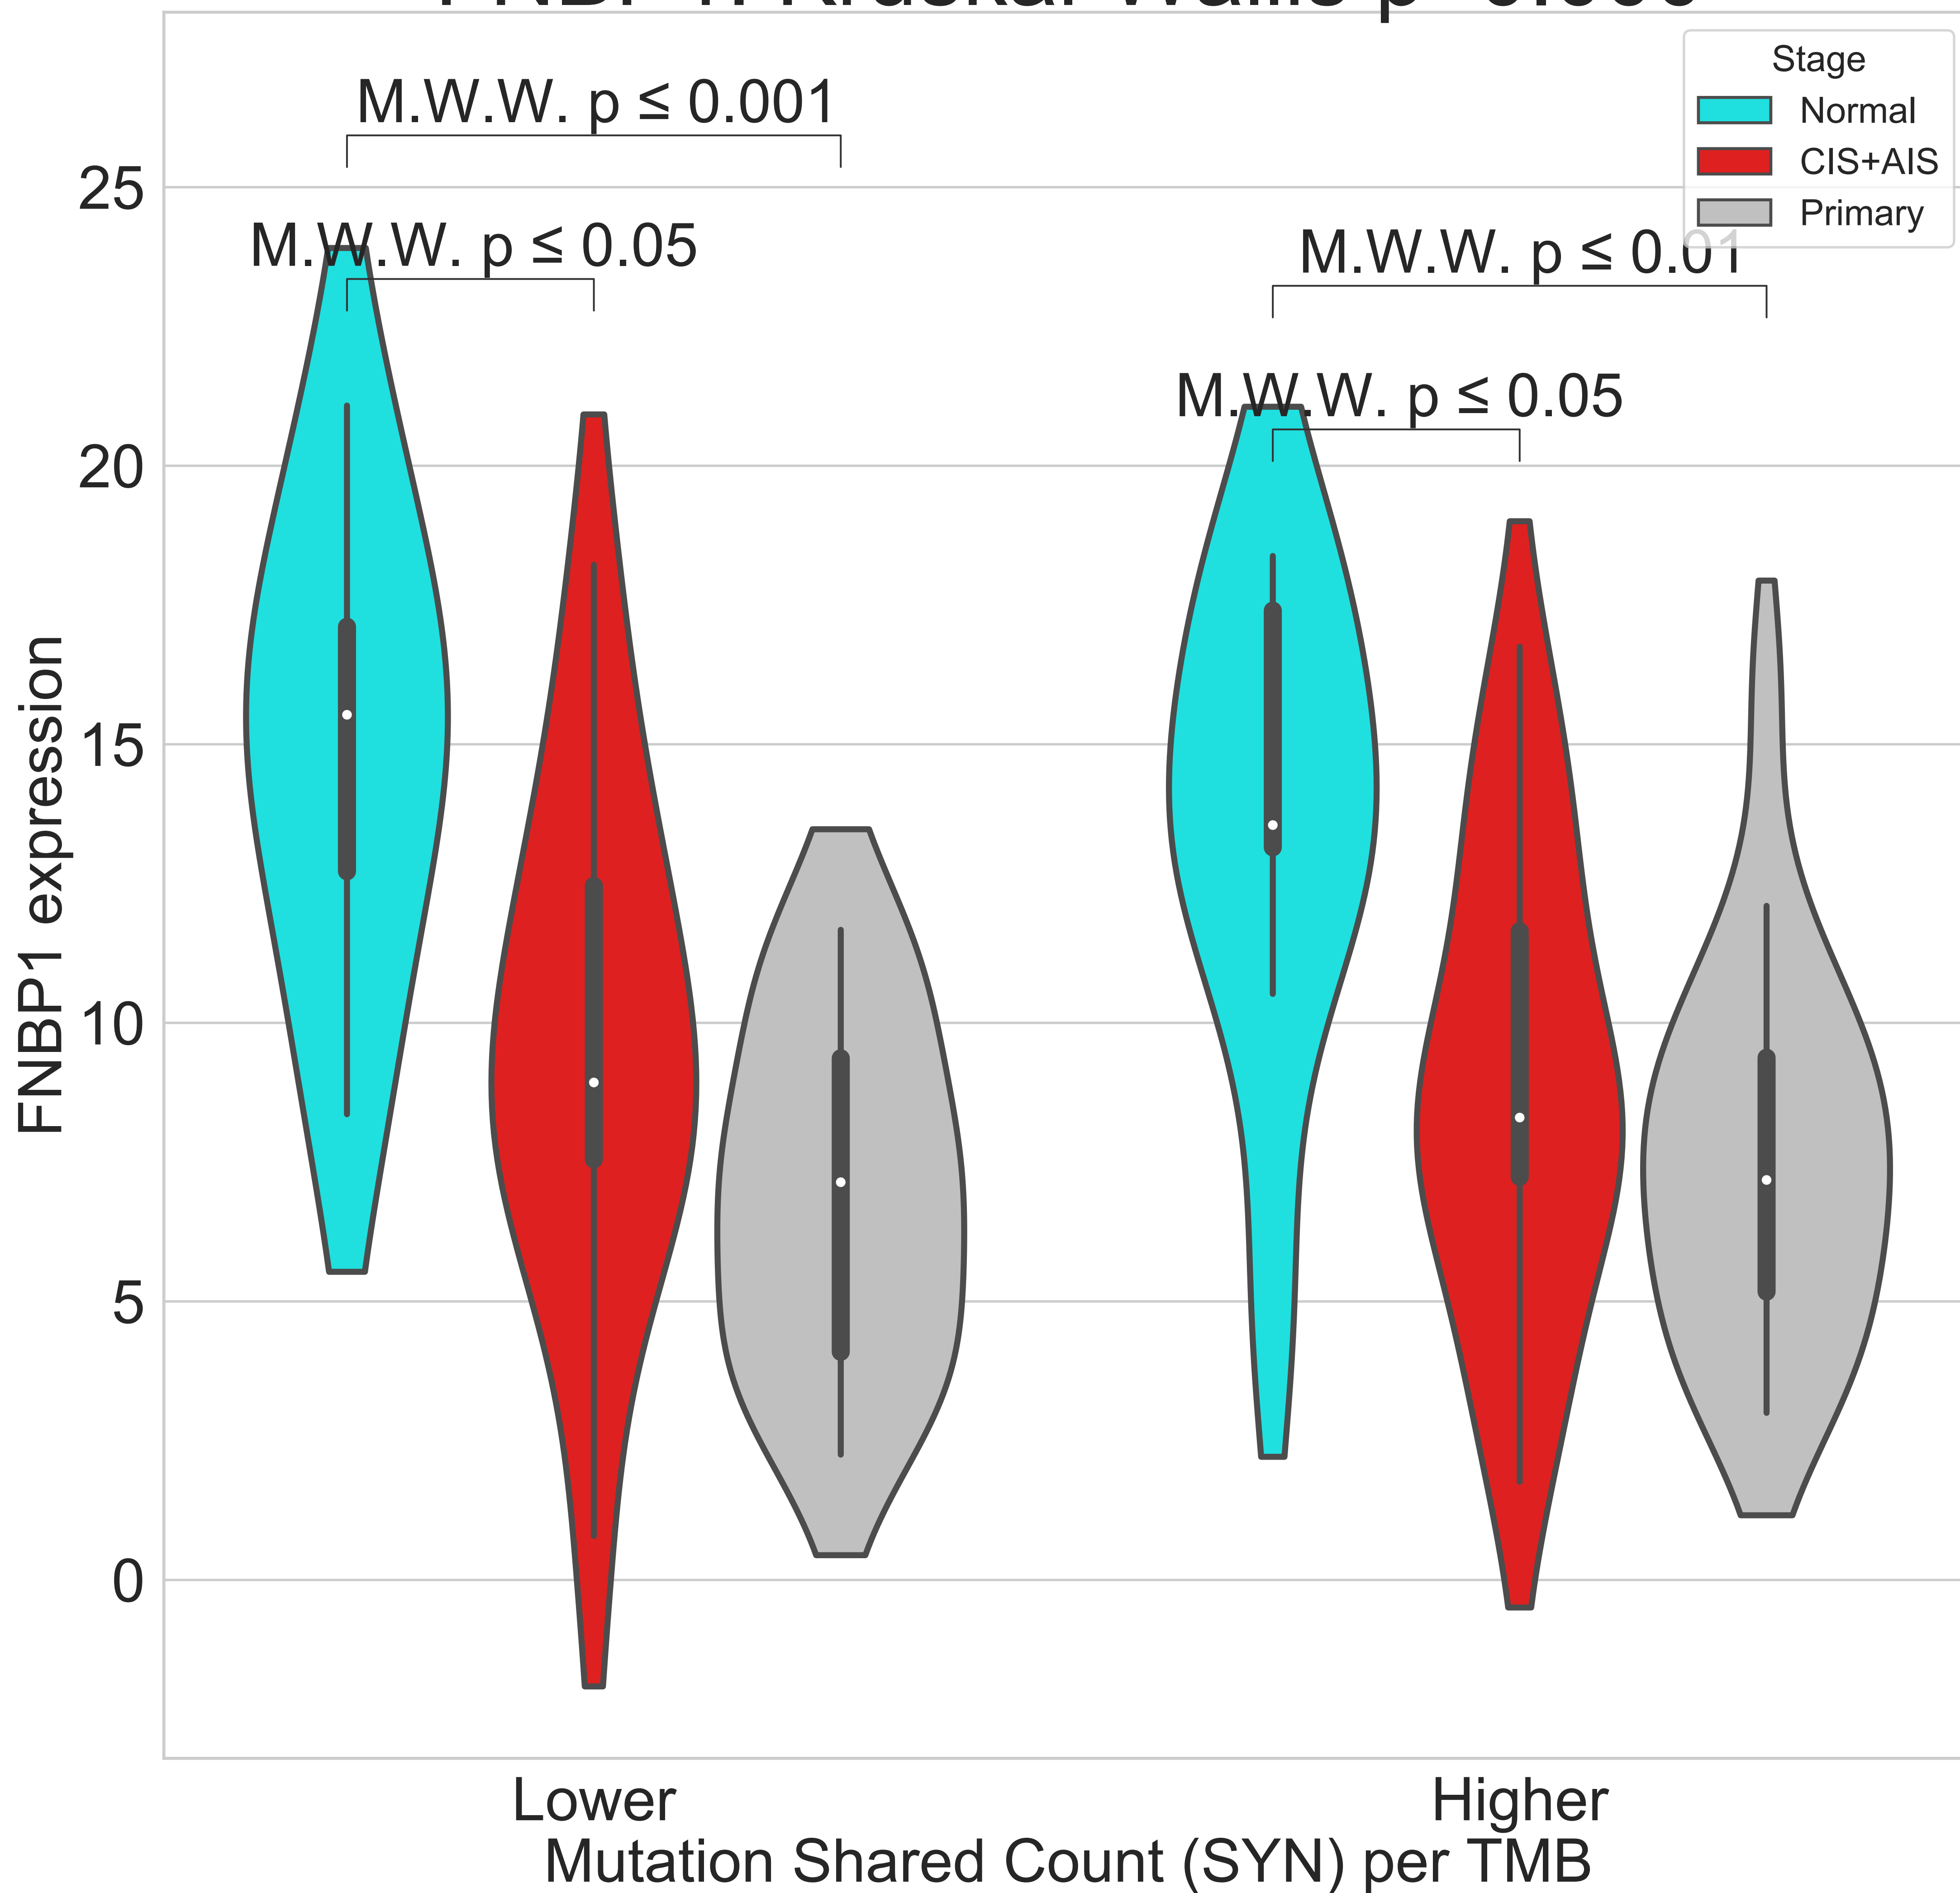 M.W.W. p ≤ 0.001
Stage
Normal
CIS+AIS
Primary
M.W.W. p ≤ 0.05
M.W.W. p ≤ 0.01
M.W.W. p ≤ 0.05
25
20
15
10
5
0
FNBP1 expression
Lower
Higher
Mutation Shared Count (SYN) per TMB